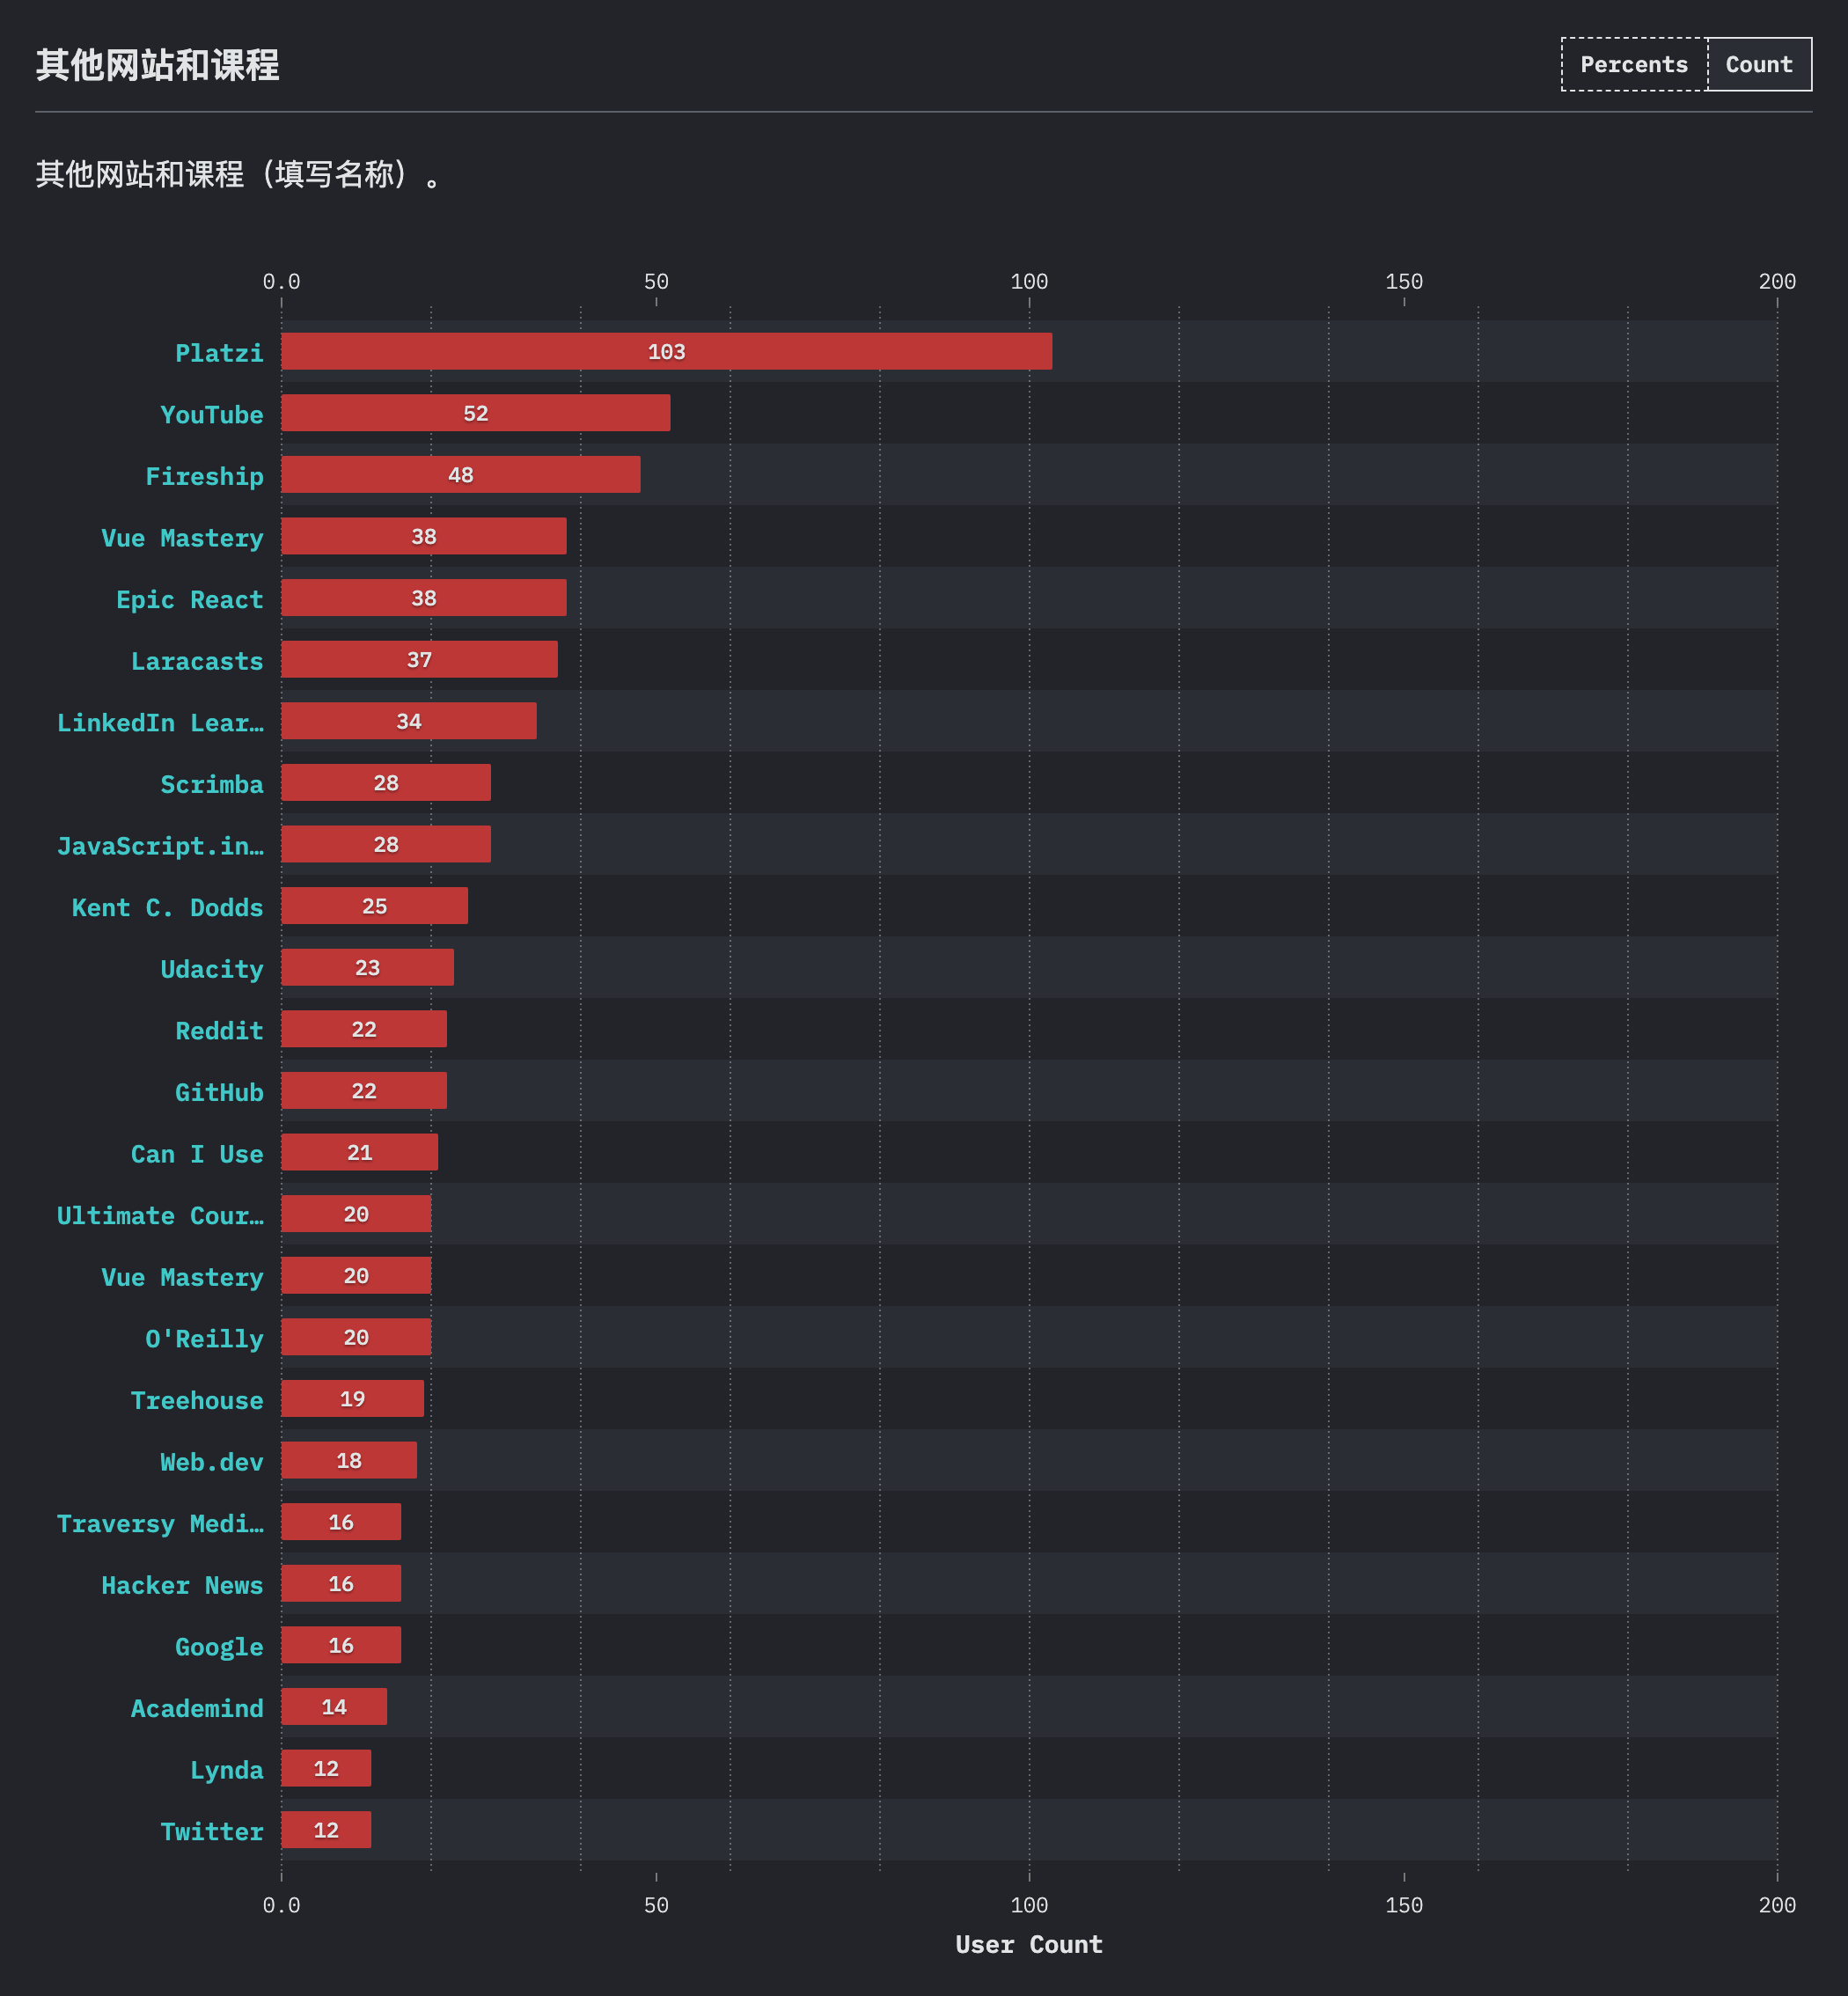 其他网站和课程
Percents Count
其他网站和课程（填写名称）。
0.0 50 100 150 200
Platzi 103
YouTube 52
Fireship 48
Vue Mastery 38
Epic React 38
Laracasts 37
LinkedIn Lear… 34
Scrimba 28
JavaScript.in… 28
Kent C. Dodds 25
Udacity 23
Reddit 22
GitHub 22
Can I Use 21
Ultimate Cour… 20
Vue Mastery 20
O'Reilly 20
Treehouse 19
Web.dev 18
Traversy Medi… 16
Hacker News 16
Google 16
Academind 14
Lynda 12
Twitter 12
0.0 50 100 150 200
User Count